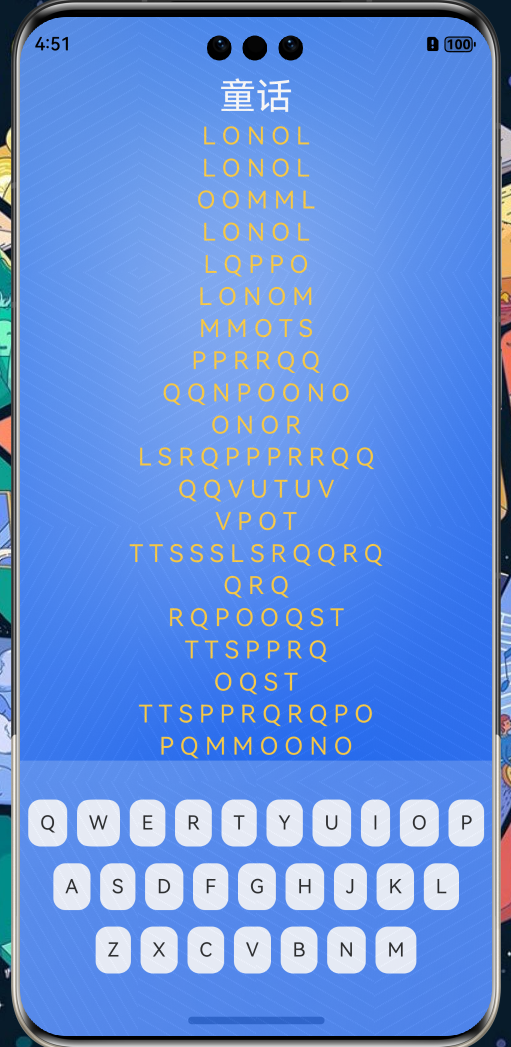 4:51
100
童话
LONOL
LONOL
OOMML
LONOL
LQPPO
LONOM
MMOTS
PPRRQQ
QQNPOONO
ONOR
LSRQPPPRRQQ
QQVUTUV
VPOT
TTSSSLSRQQRQ
QRQ
RQPOOQST
TTSPPRQ
OQST
TTSPPRQRQPO
PQMMOONO
Q W E R T Y U I O P
A S D F G H J K L
Z X C V B N M